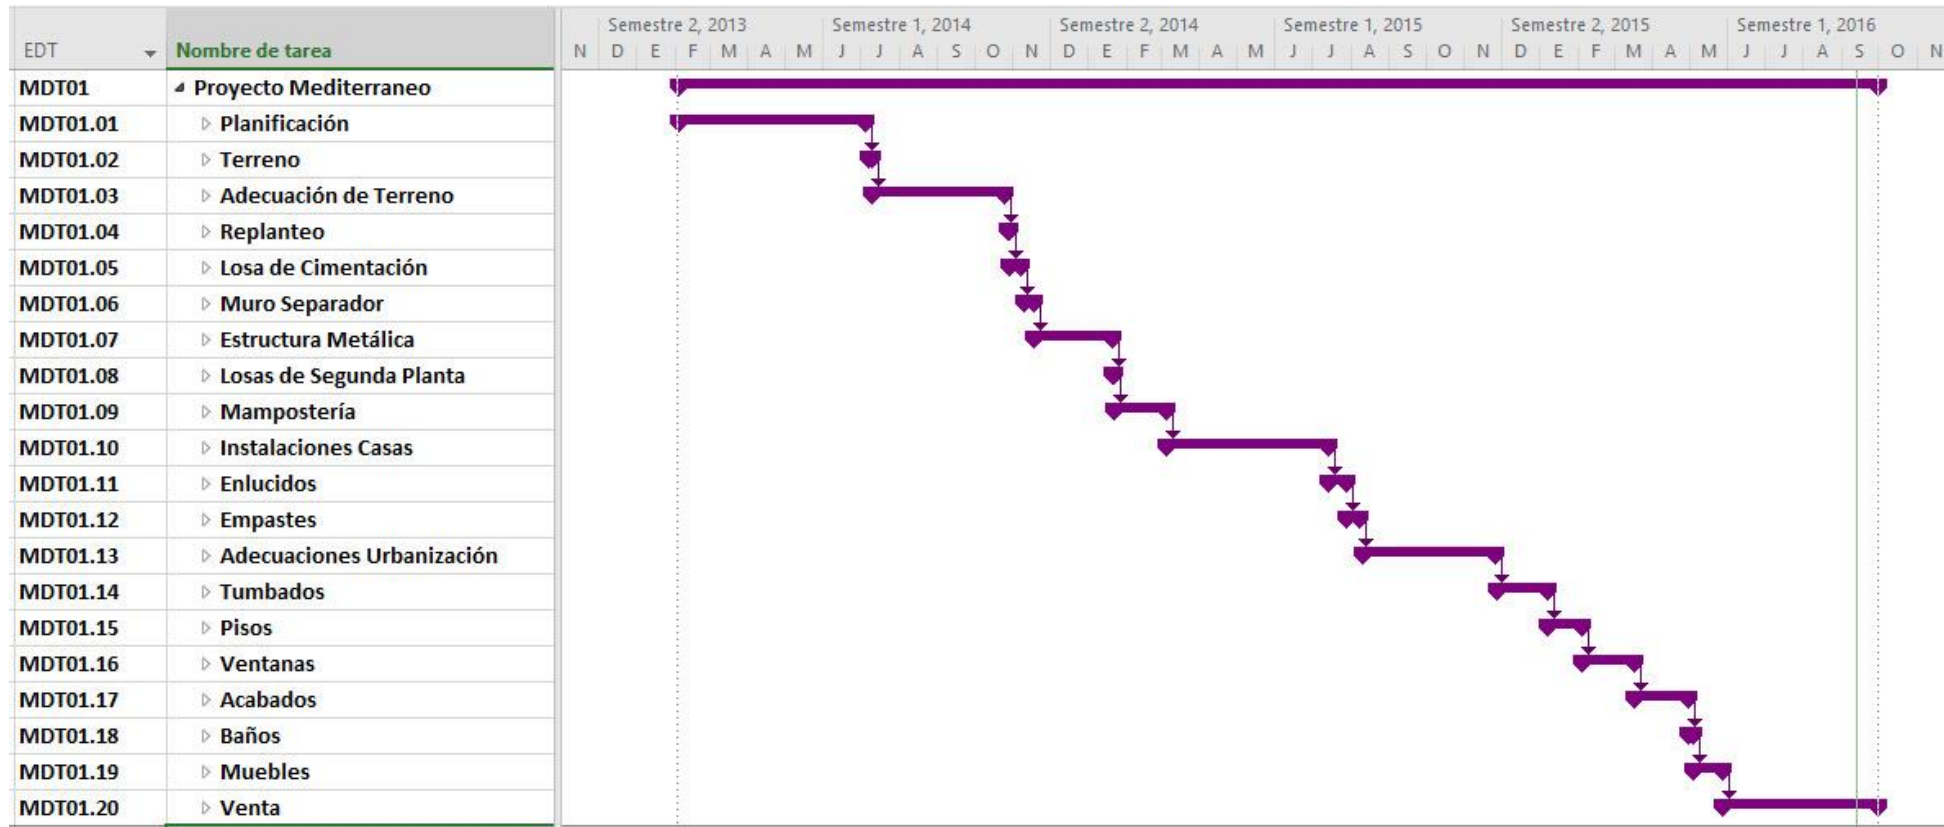 Semestre 2, 2013 Semestre 1, 2014 Semestre 2, 2014 Semestre 1, 2015 Semestre 2, 2015 Semestre 1, 2016
EDT Nombre de tarea N D E F M A M J J A S O N D E F M A M J J A S O N D E F M A M J J A S O N
MDT01 Proyecto Mediterraneo
MDT01.01 Planificación
MDT01.02 Terreno
MDT01.03 Adecuación de Terreno
MDT01.04 Replanteo
MDT01.05 Losa de Cimentación
MDT01.06 Muro Separador
MDT01.07 Estructura Metálica
MDT01.08 Losas de Segunda Planta
MDT01.09 Mampostería
MDT01.10 Instalaciones Casas
MDT01.11 Enlucidos
MDT01.12 Empastes
MDT01.13 Adecuaciones Urbanización
MDT01.14 Tumbados
MDT01.15 Pisos
MDT01.16 Ventanas
MDT01.17 Acabados
MDT01.18 Baños
MDT01.19 Muebles
MDT01.20 Venta